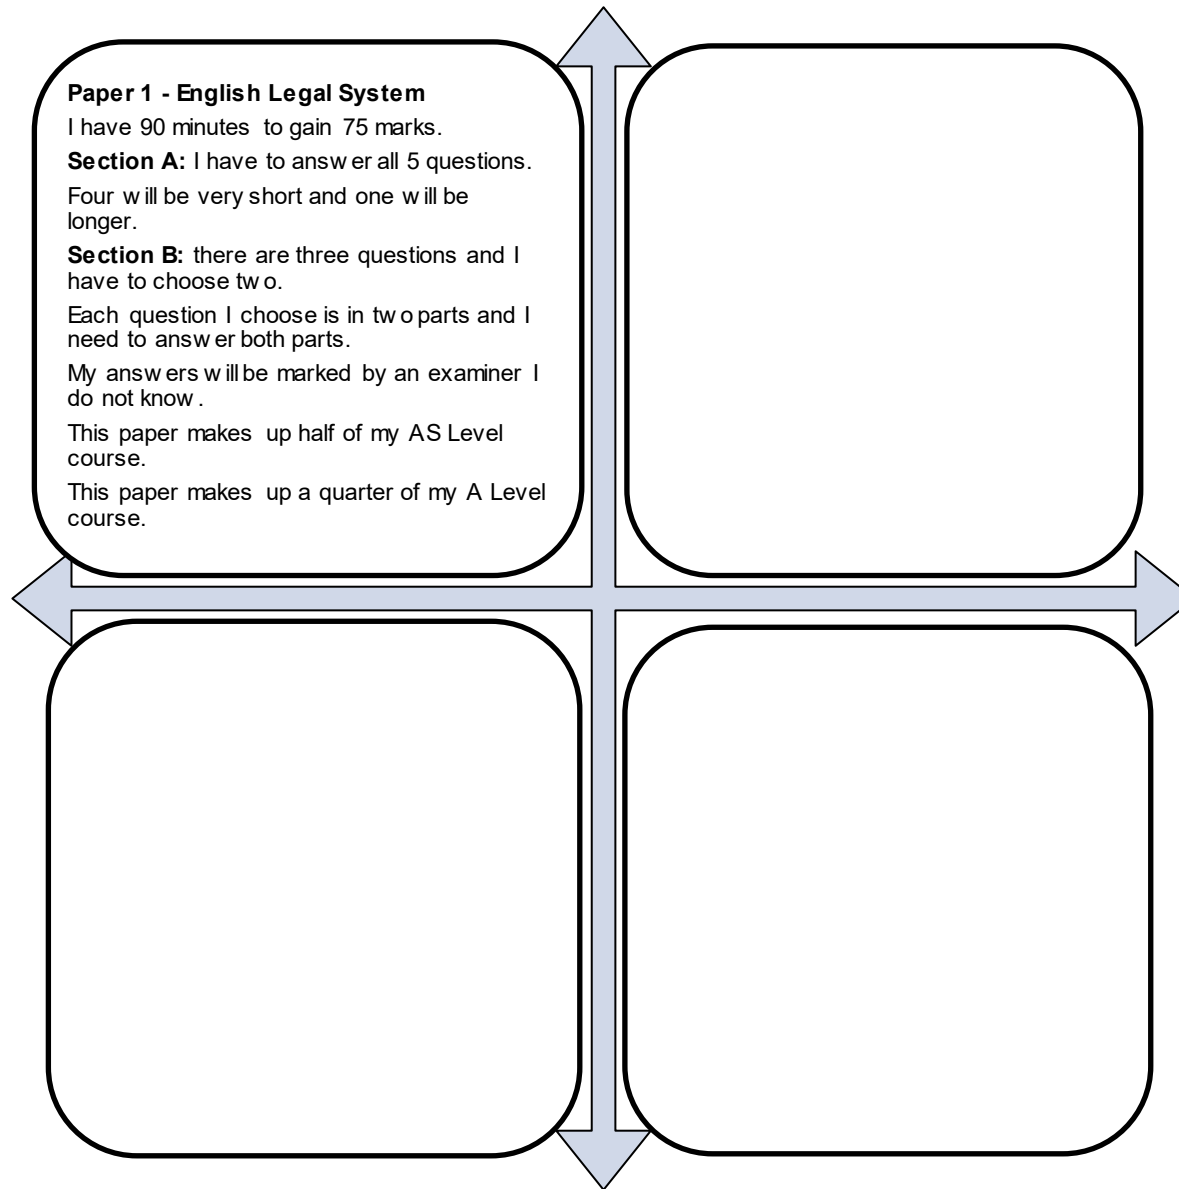 Paper 1 - English Legal System
I have 90 minutes to gain 75 marks.
Section A: I have to answer all 5 questions.
Four will be very short and one will be
longer.
Section B: there are three questions and I
have to choose two.
Each question I choose is in two parts and I
need to answer both parts.
My answers will be marked by an examiner I
do not know.
This paper makes up half of my AS Level
course.
This paper makes up a quarter of my A Level
course.